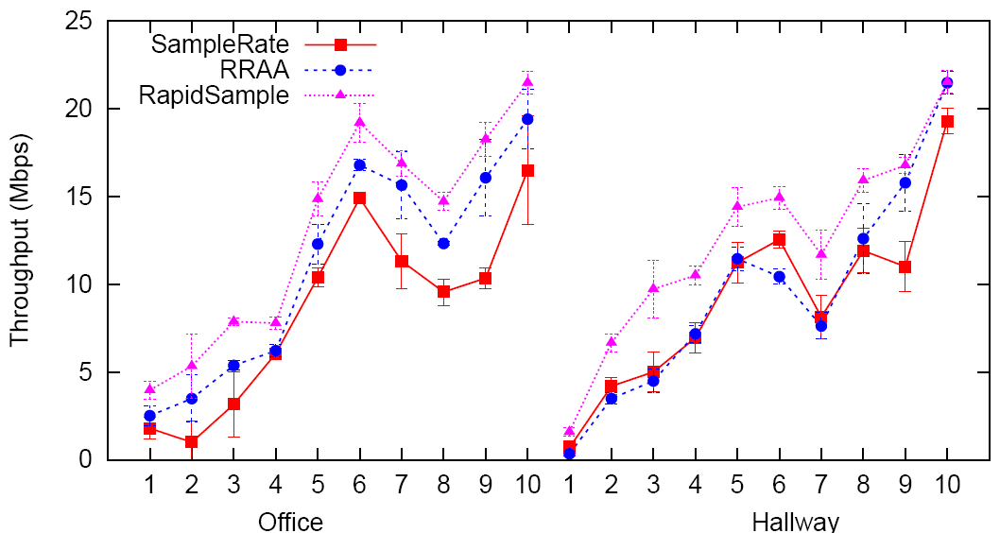 Throughput (Mbps)
25
20
15
10
5
0
SampleRate
RRAA
RapidSample
1 2 3 4 5 6 7 8 9 10 1 2 3 4 5 6 7 8 9 10
Office Hallway